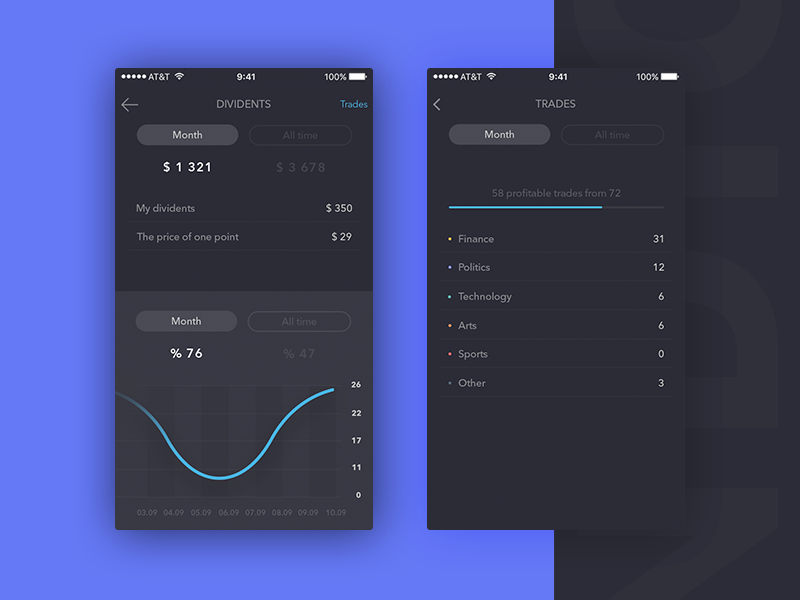 AT&T 9:41 100%
DIVIDENTS Trades
Month All time
$ 1 321 $ 3 678
My dividents $ 350
The price of one point $ 29
Month All time
% 76 % 47
26
22
17
11
0
03.09 04.09 05.09 06.09 07.09 08.09 09.09 10.09
AT&T 9:41 100%
TRADES
Month All time
58 profitable trades from 72
Finance 31
Politics 12
Technology 6
Arts 6
Sports 0
Other 3